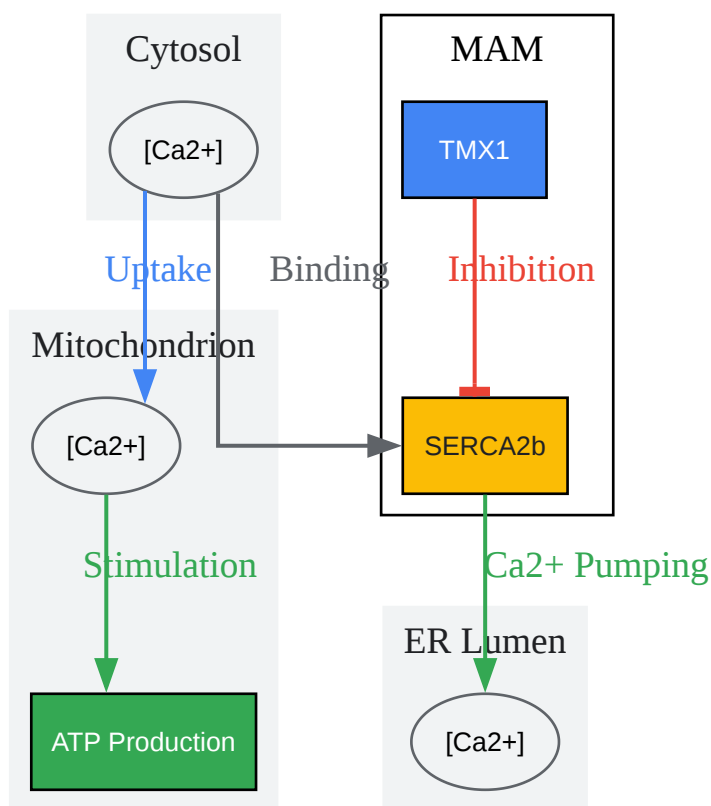 Cytosol
MAM
[Ca2+]
TMX1
Uptake
Binding
Inhibition
Mitochondrion
[Ca2+]
SERCA2b
Stimulation
Ca2+ Pumping
ER Lumen
ATP Production
[Ca2+]